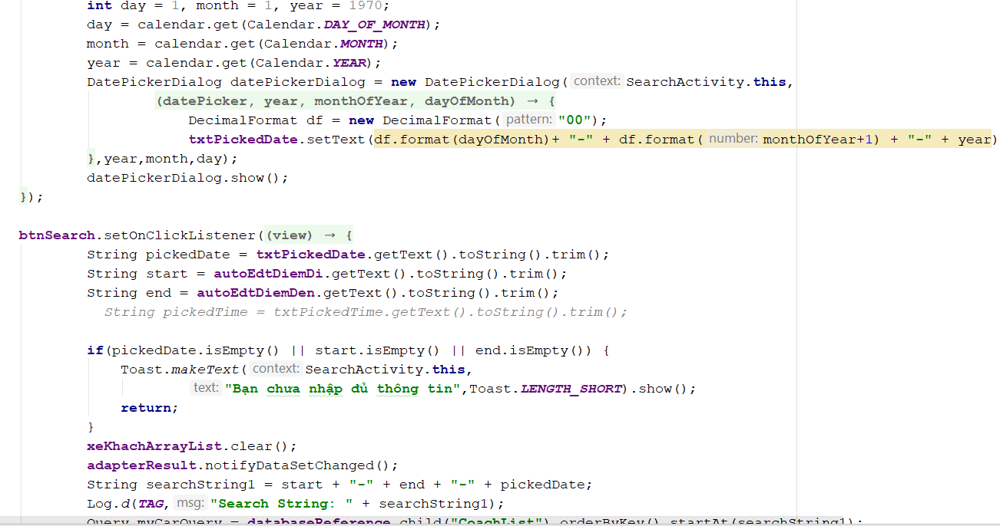 int day = 1, month = 1, year = 1970;
day = calendar.get(Calendar.DAY_OF_MONTH);
month = calendar.get(Calendar.MONTH);
year = calendar.get(Calendar.YEAR);
DatePickerDialog datePickerDialog = new DatePickerDialog( context: SearchActivity.this,
(datePicker, year, monthOfYear, dayOfMonth) → {
DecimalFormat df = new DecimalFormat( pattern: "00");
txtPickedDate.setText(df.format(dayOfMonth)+ "-" + df.format( number: monthOfYear+1) + "-" + year)
},year,month,day);
datePickerDialog.show();
});
btnSearch.setOnClickListener((view) → {
String pickedDate = txtPickedDate.getText().toString().trim();
String start = autoEdtDiemDi.getText().toString().trim();
String end = autoEdtDiemDen.getText().toString().trim();
String pickedTime = txtPickedTime.getText().toString().trim();
if(pickedDate.isEmpty() || start.isEmpty() || end.isEmpty()) {
Toast.makeText( context: SearchActivity.this,
text: "Bạn chưa nhập đủ thông tin",Toast.LENGTH_SHORT).show();
return;
}
xeKhachArrayList.clear();
adapterResult.notifyDataSetChanged();
String searchString1 = start + "-" + end + "-" + pickedDate;
Log.d(TAG, msg: "Search String: " + searchString1);
Query myCarQuery = databaseReference.child("CoachList").orderByKey().startAt(searchString1);